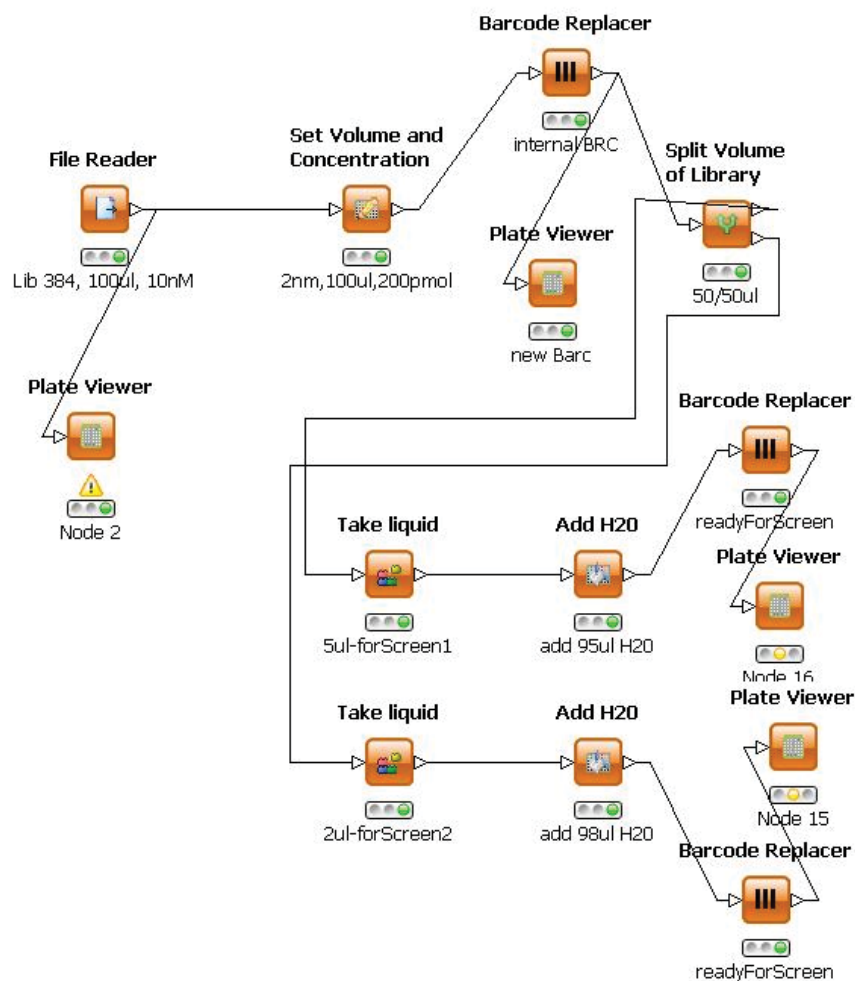 Barcode Replacer
internal BRC
Set Volume and
Concentration
2nm,100ul,200pmol
File Reader
Lib 384, 100ul, 10nM
Split Volume
of Library
50/50ul
Plate Viewer
new Barc
Plate Viewer
Node 2
Barcode Replacer
readyForScreen
Take liquid
5ul-forScreen1
Add H20
add 95ul H20
Plate Viewer
Node 16
Take liquid
2ul-forScreen2
Add H20
add 98ul H20
Plate Viewer
Node 15
Barcode Replacer
readyForScreen